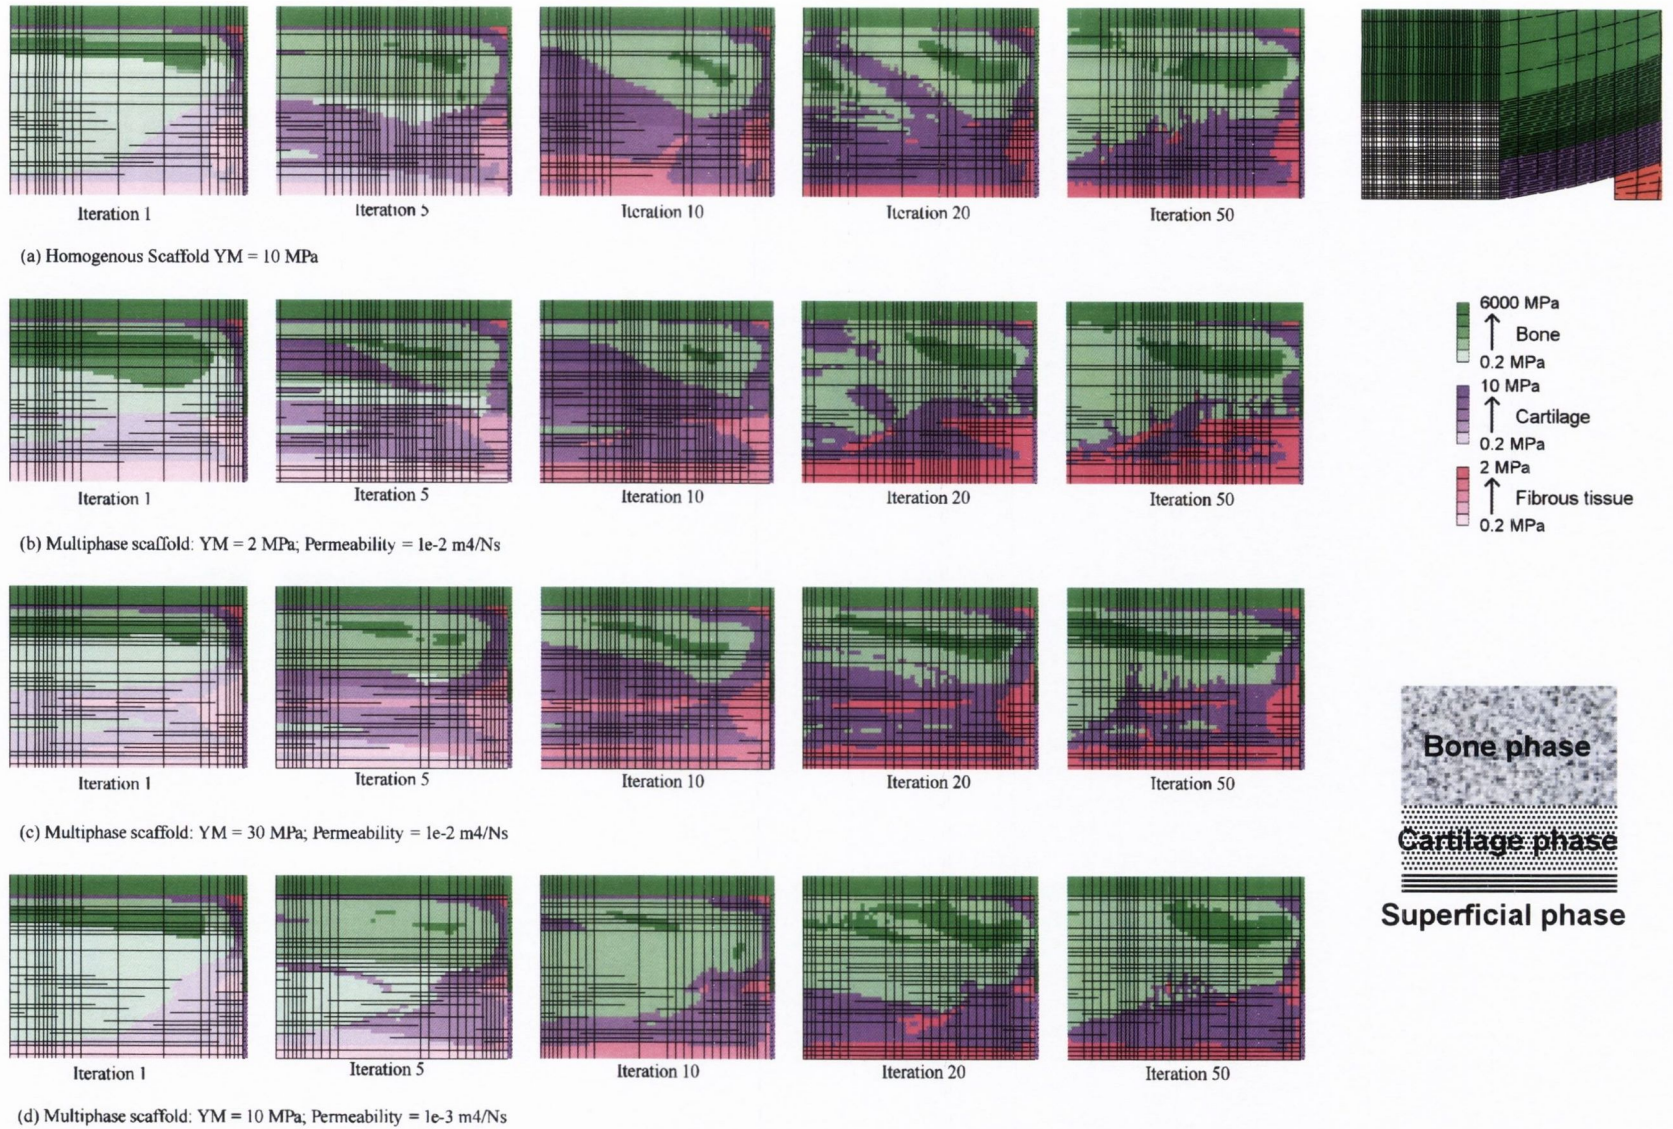 Iteration 1
Iteration 5
Iteration 10
Iteration 20
Iteration 50
(a) Homogenous Scaffold YM = 10 MPa
Iteration 1
Iteration 5
Iteration 10
Iteration 20
Iteration 50
(b) Multiphase scaffold: YM = 2 MPa; Permeability = 1e-2 m4/Ns
Iteration 1
Iteration 5
Iteration 10
Iteration 20
Iteration 50
(c) Multiphase scaffold: YM = 30 MPa; Permeability = 1e-2 m4/Ns
Iteration 1
Iteration 5
Iteration 10
Iteration 20
Iteration 50
(d) Multiphase scaffold: YM = 10 MPa; Permeability = 1e-3 m4/Ns
6000 MPa
Bone
0.2 MPa
10 MPa
Cartilage
0.2 MPa
2 MPa
Fibrous tissue
0.2 MPa
Bone phase
Cartilage phase
Superficial phase